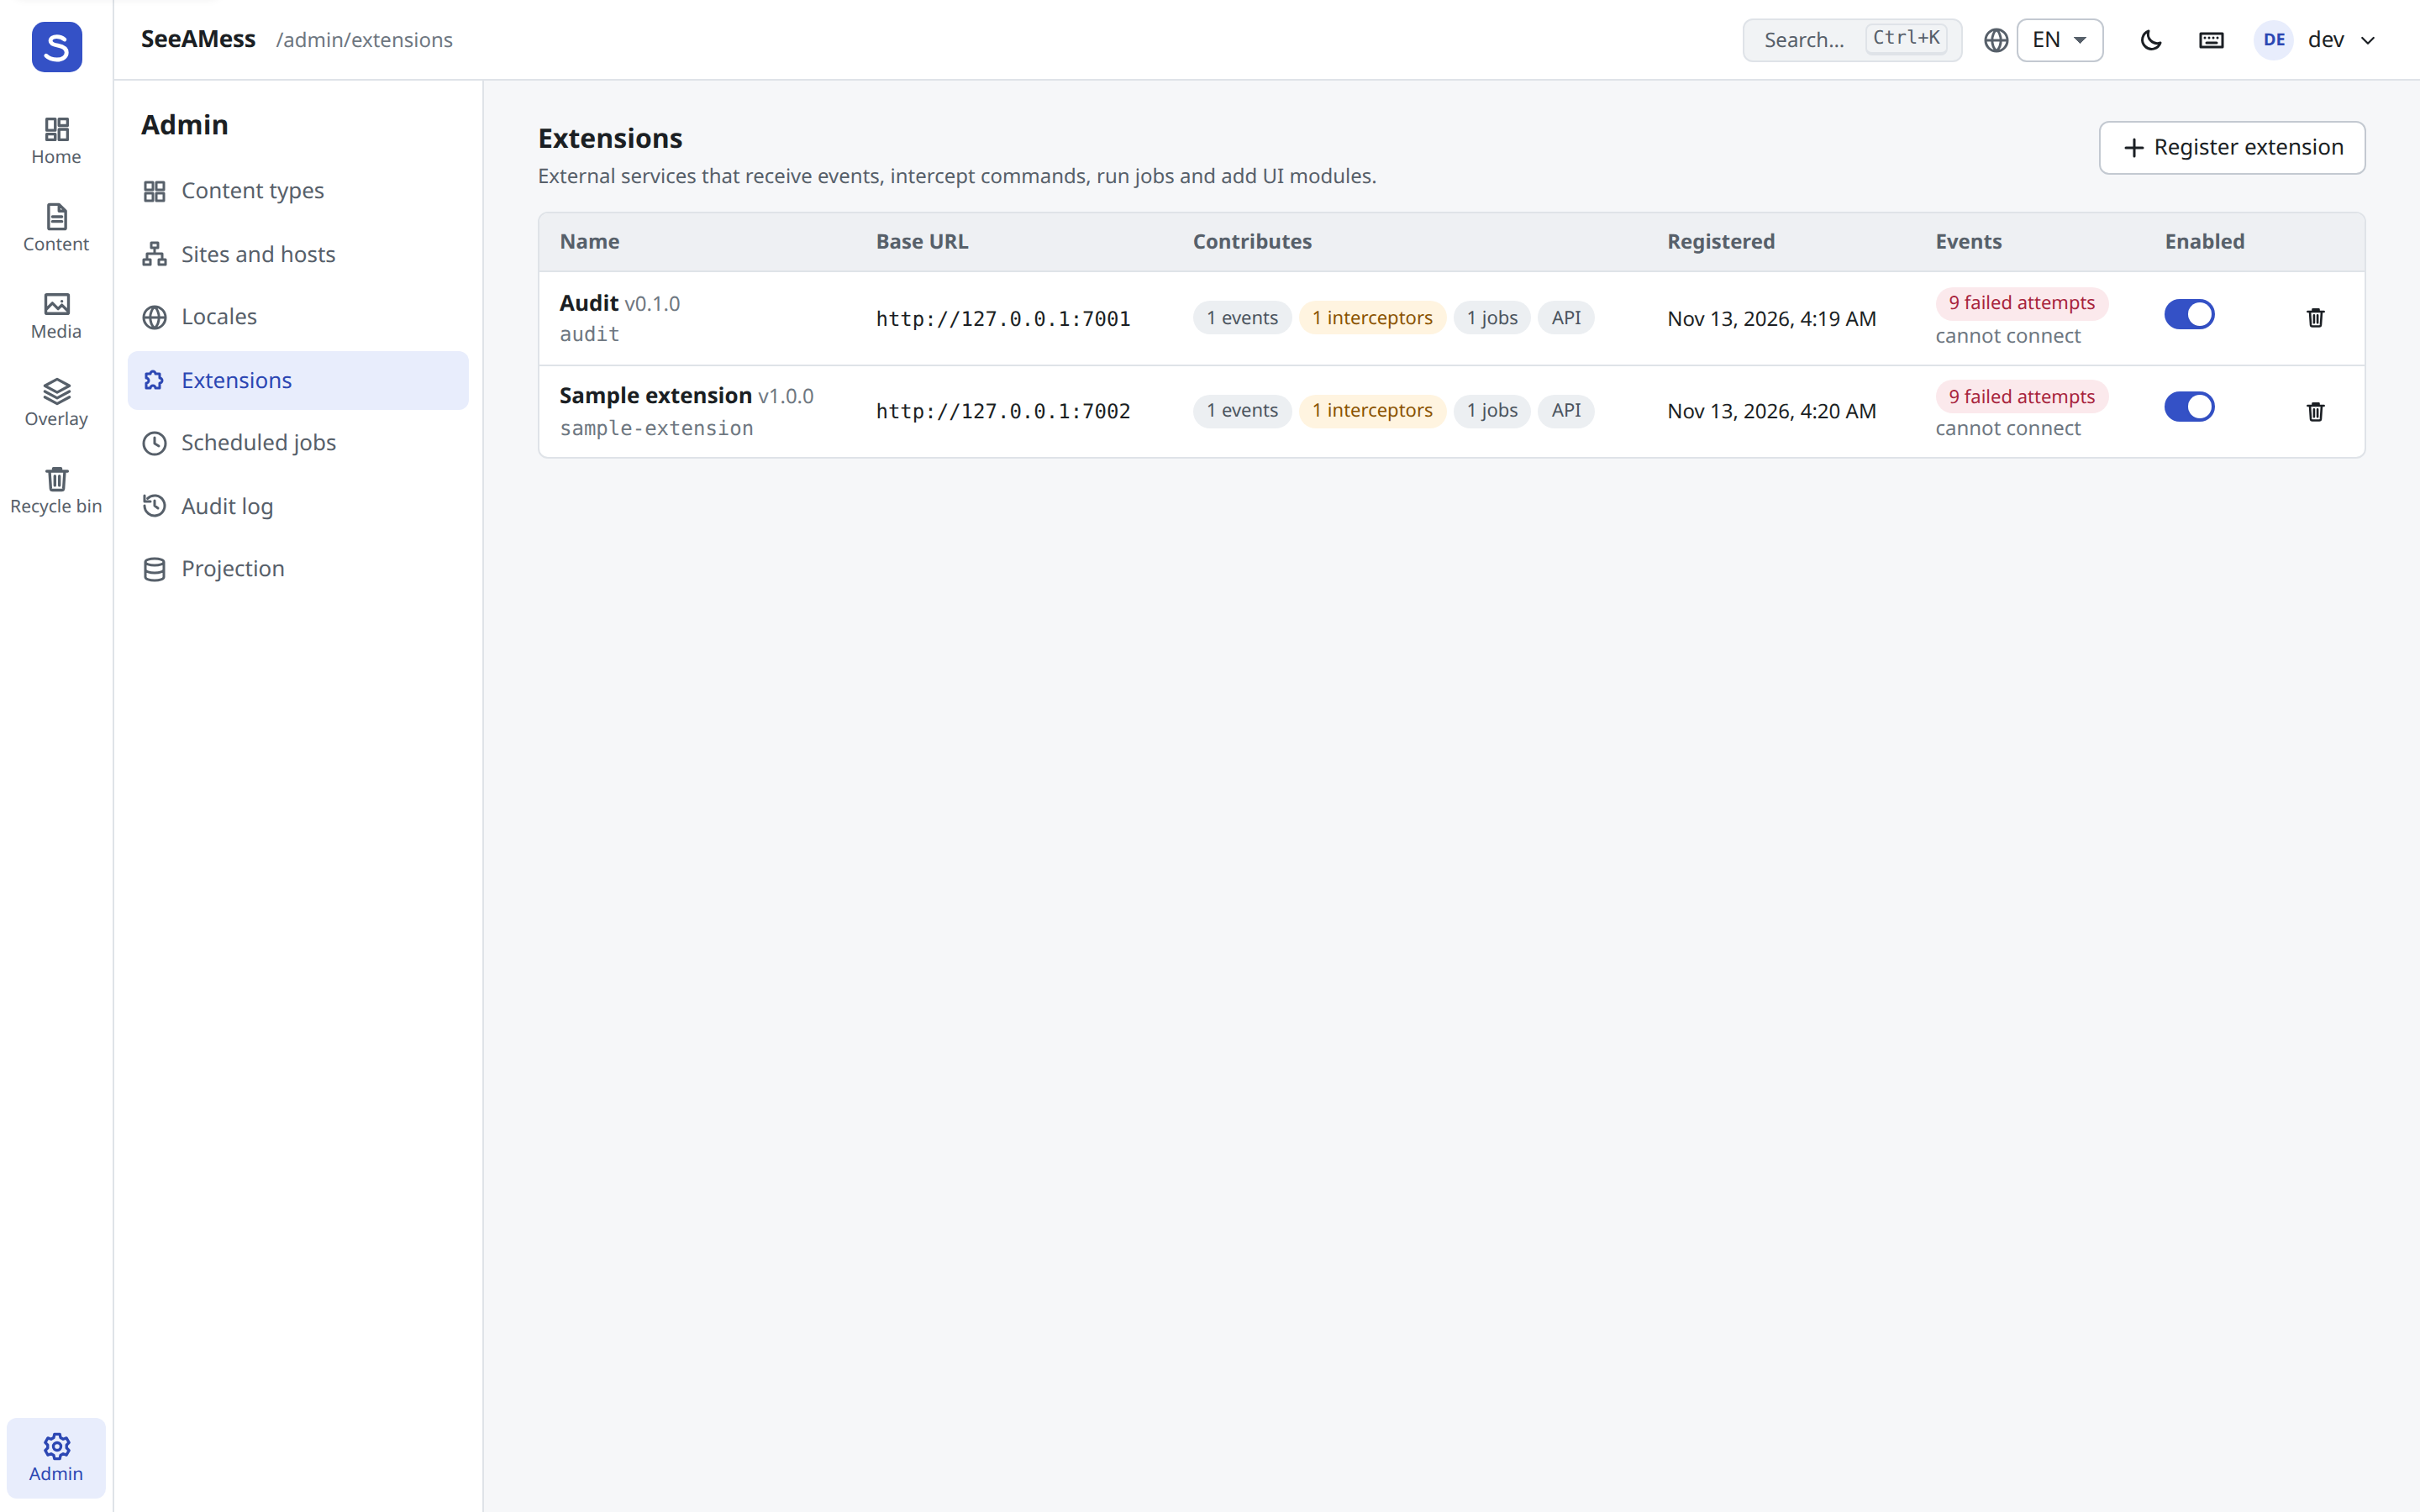 S
SeeAMess /admin/extensions Search... Ctrl+K EN DE dev
Home
Content
Media
Overlay
Recycle bin
Admin
Admin
Content types
Sites and hosts
Locales
Extensions
Scheduled jobs
Audit log
Projection
Extensions
External services that receive events, intercept commands, run jobs and add UI modules.
Register extension
Name Base URL Contributes Registered Events Enabled
Audit v0.1.0
audit
http://127.0.0.1:7001 1 events 1 interceptors 1 jobs API Nov 13, 2026, 4:19 AM
9 failed attempts
cannot connect
Sample extension v1.0.0
sample-extension
http://127.0.0.1:7002 1 events 1 interceptors 1 jobs API Nov 13, 2026, 4:20 AM
9 failed attempts
cannot connect